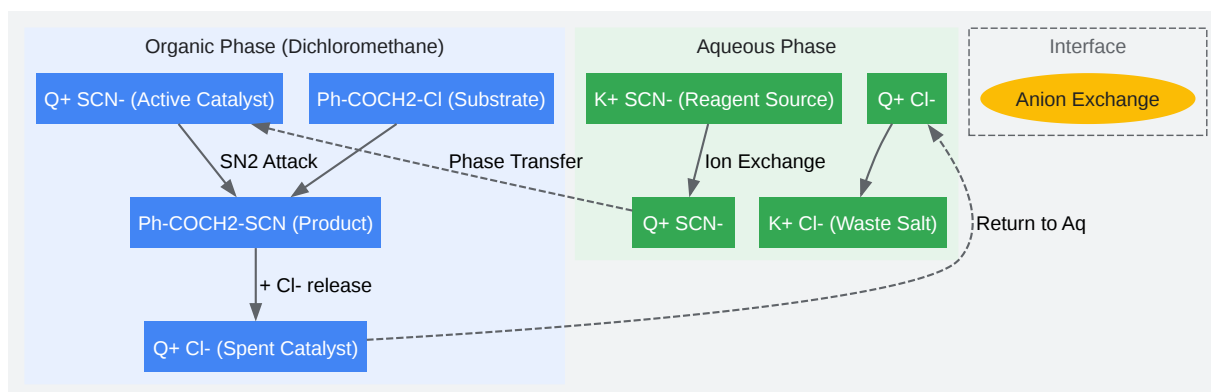 Organic Phase (Dichloromethane)
Aqueous Phase
Interface
Q+ SCN- (Active Catalyst)
Ph-COCH2-Cl (Substrate)
K+ SCN- (Reagent Source)
Q+ Cl-
Anion Exchange
SN2 Attack
Phase Transfer
Ion Exchange
Ph-COCH2-SCN (Product)
Q+ SCN-
K+ Cl- (Waste Salt)
Return to Aq
+ Cl- release
Q+ Cl- (Spent Catalyst)